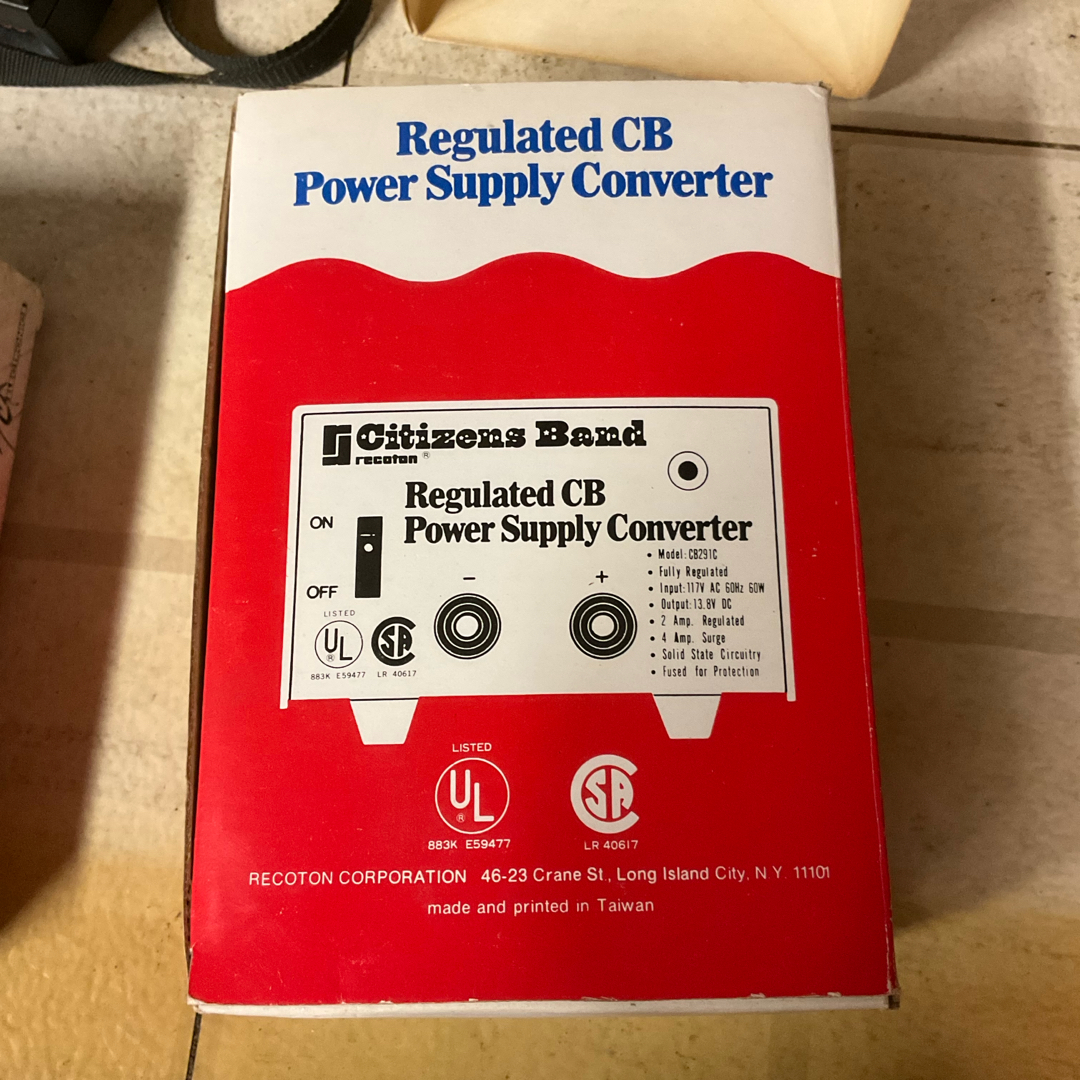 Regulated CB
Power Supply Converter
Citizens Band
recoton ®
Regulated CB
Power Supply Converter
ON
OFF
- +
• Model: CB291C
• Fully Regulated
• Input: 117V AC 60Hz 60W
• Output: 13.8V DC
• 2 Amp. Regulated
• 4 Amp. Surge
• Solid State Circuitry
• Fused for Protection
LISTED
UL ®
SA
883K E59477 LR 40617
LISTED
UL ®
SA
883K E59477 LR 40617
RECOTON CORPORATION 46-23 Crane St., Long Island City, N.Y. 11101
made and printed in Taiwan